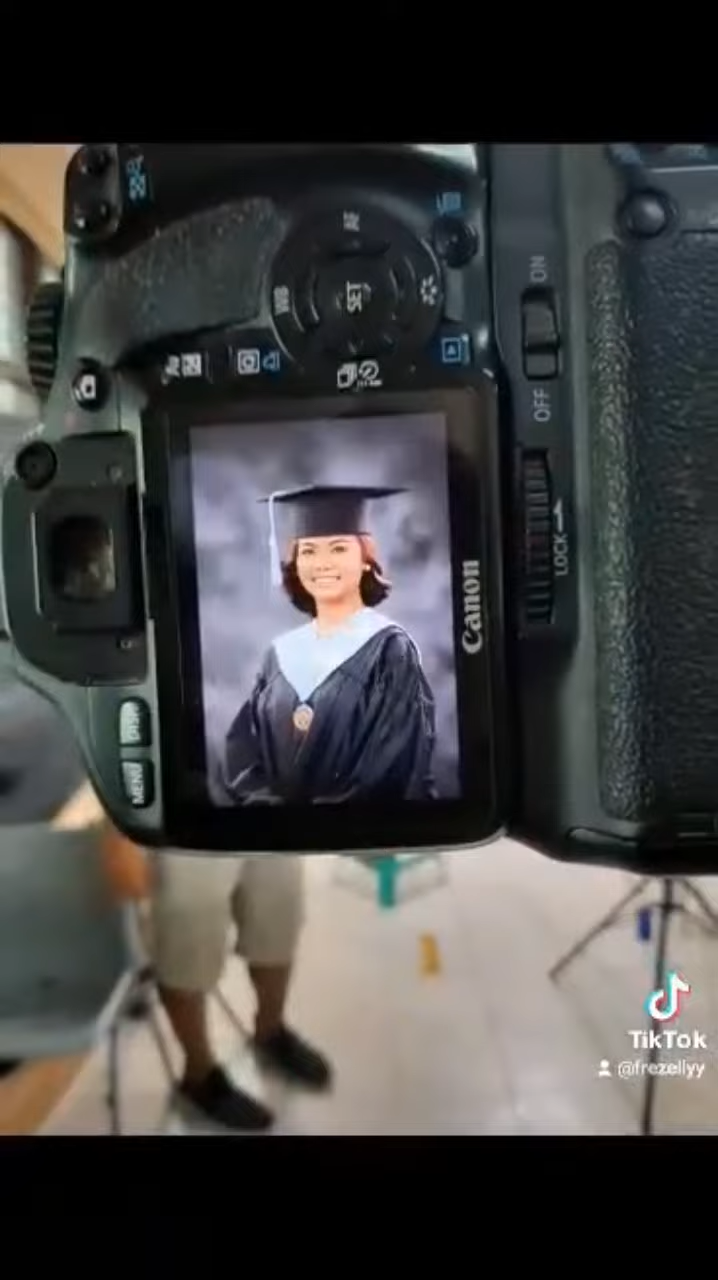 AF
WB
SET
ON
OFF
LOCK
Canon
DISP.
MENU
TikTok
@frezellyy